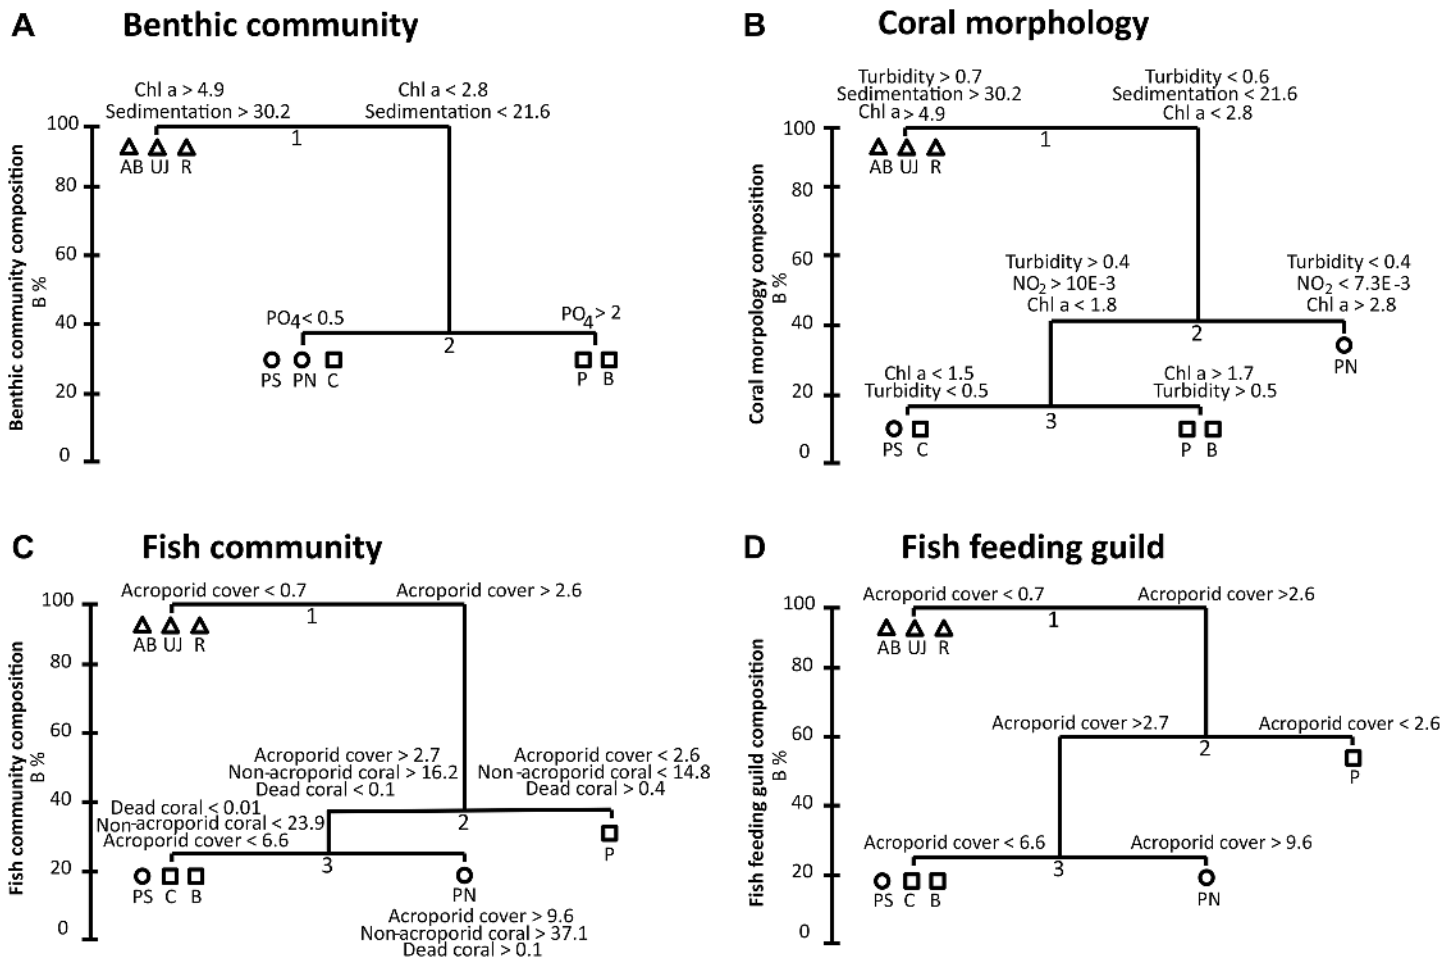 A
Benthic community
Chl a > 4.9
Sedimentation > 30.2
Chl a < 2.8
Sedimentation < 21.6
100
80
60
40
20
0
Benthic community composition
B %
1
AB UJ R
PO4< 0.5
PO4> 2
2
PS PN C
P B
B
Coral morphology
Turbidity > 0.7
Sedimentation > 30.2
Chl a > 4.9
Turbidity < 0.6
Sedimentation < 21.6
Chl a < 2.8
100
80
60
40
20
0
Coral morphology composition
B %
1
AB UJ R
Turbidity > 0.4
NO2 > 10E-3
Chl a < 1.8
Turbidity < 0.4
NO2 < 7.3E-3
Chl a > 2.8
2
PN
Chl a < 1.5
Turbidity < 0.5
Chl a > 1.7
Turbidity > 0.5
3
PS C
P B
C
Fish community
Acroporid cover < 0.7
Acroporid cover > 2.6
100
80
60
40
20
0
Fish community composition
B %
1
AB UJ R
Acroporid cover > 2.7
Non-acroporid coral > 16.2
Dead coral < 0.1
Acroporid cover < 2.6
Non-acroporid coral < 14.8
Dead coral > 0.4
2
P
Dead coral < 0.01
Non-acroporid coral < 23.9
Acroporid cover < 6.6
3
PS C B
PN
Acroporid cover > 9.6
Non-acroporid coral > 37.1
Dead coral > 0.1
D
Fish feeding guild
Acroporid cover < 0.7
Acroporid cover >2.6
100
80
60
40
20
0
Fish feeding guild composition
B %
1
AB UJ R
Acroporid cover >2.7
Acroporid cover < 2.6
2
P
Acroporid cover < 6.6
Acroporid cover > 9.6
3
PS C B
PN